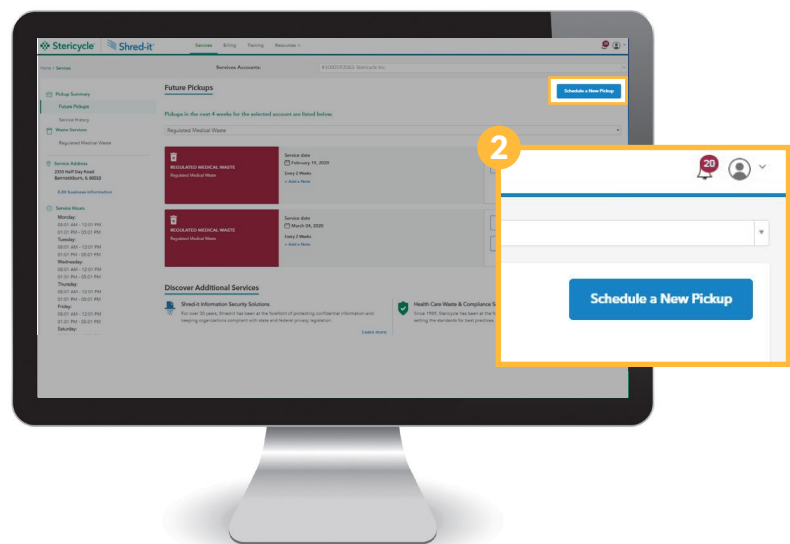 Stericycle Shred-it
Services Billing Training Resources
Home > Services
Services Accounts:
Stericycle Inc
Future Pickups
Schedule a New Pickup
Pickup Summary
Future Pickups
Service History
Waste Services
Regulated Medical Waste
Pickups in the next 4 weeks for the selected account are listed below:
Regulated Medical Waste
REGULATED MEDICAL WASTE
Regulated Medical Waste
Service date
February 19, 2020
Every 2 Weeks
+ Add a Note
Service Address
2355 Half Day Road
Bannockburn, IL 60015
Edit business information
REGULATED MEDICAL WASTE
Regulated Medical Waste
Service date
March 04, 2020
Every 2 Weeks
+ Add a Note
Service Hours
Monday:
08:01 AM - 12:01 PM
01:01 PM - 05:01 PM
Tuesday:
08:01 AM - 12:01 PM
01:01 PM - 05:01 PM
Wednesday:
08:01 AM - 12:01 PM
01:01 PM - 05:01 PM
Thursday:
08:01 AM - 12:01 PM
01:01 PM - 05:01 PM
Friday:
08:01 AM - 12:01 PM
01:01 PM - 05:01 PM
Saturday:
Discover Additional Services
Shred-it Information Security Solutions
For over 30 years, Shred-it has been at the forefront of protecting confidential information and
keeping organizations compliant with state and federal privacy legislation.
Learn more
Health Care Waste & Compliance S
Since 1989, Stericycle has been at the f
setting the standards for best practices
2
20
Schedule a New Pickup